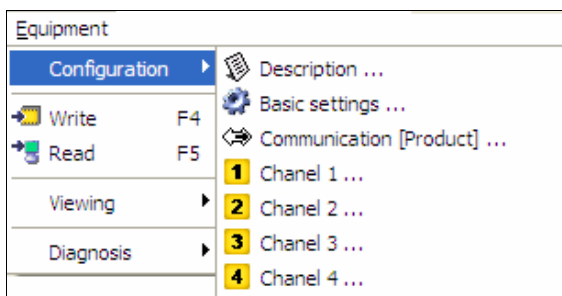 Equipment
Configuration
Write F4
Read F5
Viewing
Diagnosis
Description ...
Basic settings ...
Communication [Product] ...
1 Chanel 1 ...
2 Chanel 2 ...
3 Chanel 3 ...
4 Chanel 4 ...